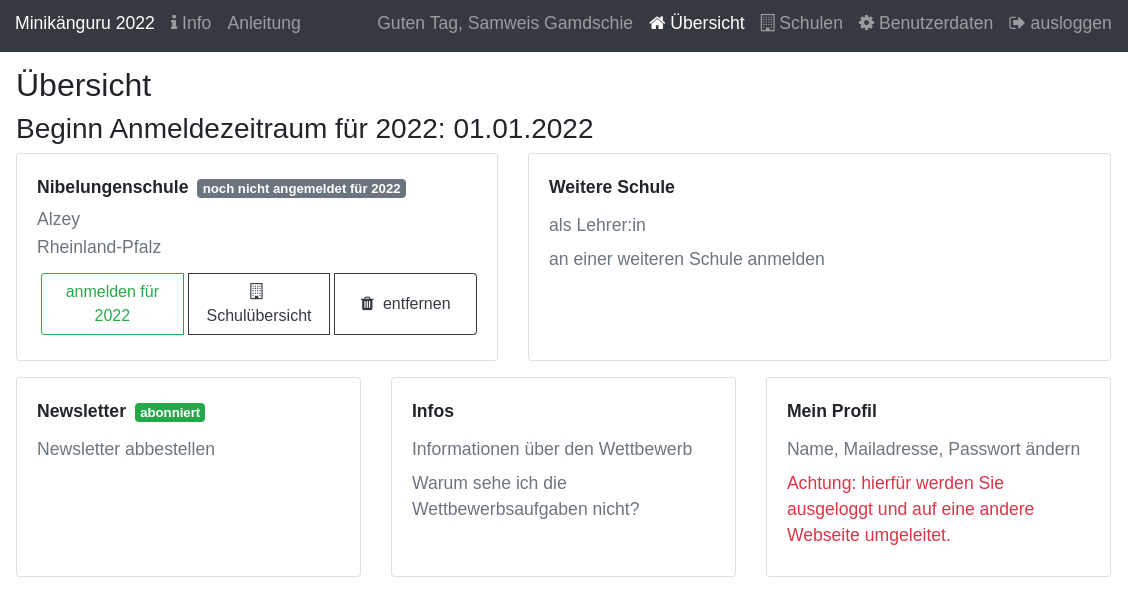 Minikänguru 2022 Info Anleitung Guten Tag, Samweis Gamdschie Übersicht Schulen Benutzerdaten ausloggen
Übersicht
Beginn Anmeldezeitraum für 2022: 01.01.2022
Nibelungenschule noch nicht angemeldet für 2022
Alzey
Rheinland-Pfalz
anmelden für
2022
Schulübersicht
entfernen
Weitere Schule
als Lehrer:in
an einer weiteren Schule anmelden
Newsletter abonniert
Newsletter abbestellen
Infos
Informationen über den Wettbewerb
Warum sehe ich die
Wettbewerbsaufgaben nicht?
Mein Profil
Name, Mailadresse, Passwort ändern
Achtung: hierfür werden Sie
ausgeloggt und auf eine andere
Webseite umgeleitet.